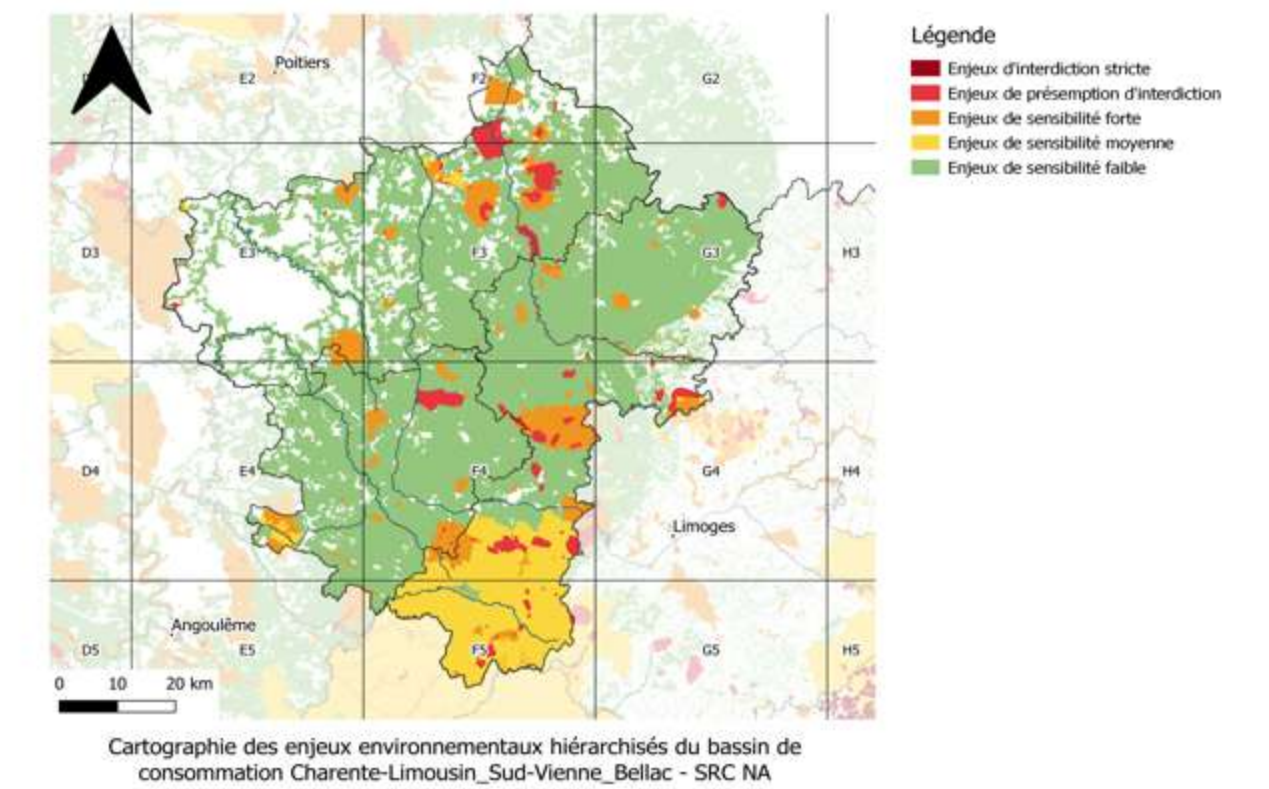 Légende
Enjeux d'interdiction stricte
Enjeux de présemption d'interdiction
Enjeux de sensibilité forte
Enjeux de sensibilité moyenne
Enjeux de sensibilité faible
Poitiers
E2
F2
G2
D3
E3
F3
G3
H3
D4
E4
F4
G4
H4
Limoges
Angoulême
D5
E5
F5
G5
H5
0 10 20 km
Cartographie des enjeux environnementaux hiérarchisés du bassin de
consommation Charente-Limousin_Sud-Vienne_Bellac - SRC NA